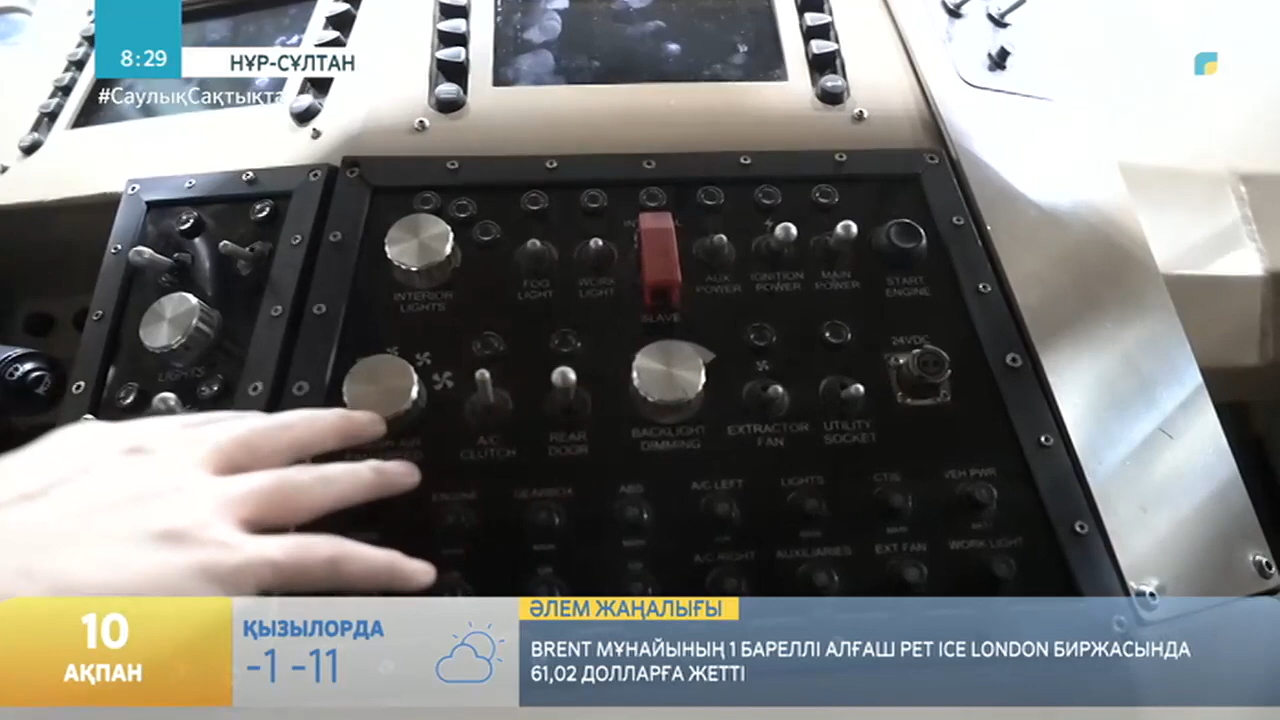 8:29
НҰР-СҰЛТАН
#СаулықСақтықта
INTERIOR
LIGHTS
FOG
LIGHT
WORK
LIGHT
SLAVE
AUX
POWER
IGNITION
POWER
MAIN
POWER
START
ENGINE
LIGHTS
24VDC
A/C
CLUTCH
REAR
DOOR
BACKLIGHT
DIMMING
EXTRACTOR
FAN
UTILITY
SOCKET
ENGINE
GEARBOX
ABS
A/C LEFT
LIGHTS
CTIS
VEH PWR
A/C RIGHT
AUXILIARIES
EXT FAN
WORK LIGHT
10
АҚПАН
ҚЫЗЫЛОРДА
-1 -11
ӘЛЕМ ЖАҢАЛЫҒЫ
BRENT МҰНАЙЫНЫҢ 1 БАРЕЛЛІ АЛҒАШ РЕТ ICE LONDON БИРЖАСЫНДА
61,02 ДОЛЛАРҒА ЖЕТТІ